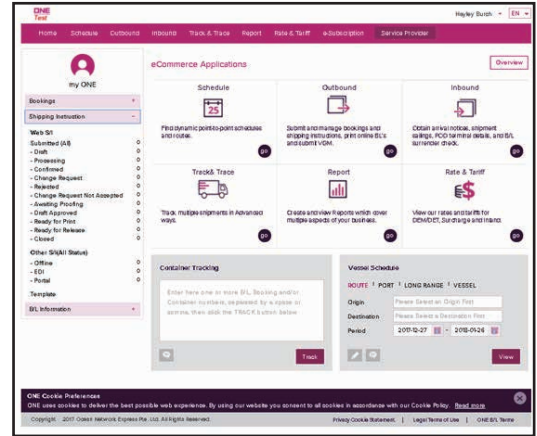 ONE
Test
Hayley Burch
EN
Home Schedule Outbound Inbound Track & Trace Report Rate & Tariff e-Subscription Service Provider
my ONE
Bookings +
Shipping Instruction -
Web S/I
Submitted (All) 0
- Draft 0
- Processing 0
- Confirmed 0
- Change Request 0
- Rejected 0
- Change Request Not Accepted 0
- Awaiting Proofing 0
- Draft Approved 0
- Ready for Print 0
- Ready for Release 0
- Closed 0
Other S/I(All Status)
- Offline 0
- EDI 0
- Portal 0
Template
B/L Information +
eCommerce Applications
Overview
Schedule
25
Find dynamic point-to-point schedules
and routes.
go
Outbound
Submit and manage bookings and
shipping instructions, print online BL's
and submit VGM.
go
Inbound
Obtain arrival notices, shipment
sailings, POD terminal details, and B/L
surrender check.
go
Track& Trace
Track multiple shipments in Advanced
ways.
go
Report
Create and view Reports which cover
multiple aspects of your business.
go
Rate & Tariff
€$
View our rates and tariffs for
DEM/DET, Surcharge and Inland.
go
Container Tracking
Enter here one or more B/L, Booking and/or
Container numbers, separated by a space or
comma, then click the TRACK button below
Track
Vessel Schedule
ROUTE PORT LONG RANGE VESSEL
Origin Please Select an Origin First
Destination Please Select a Destination First
Period 2017-12-27 - 2018-01-26
View
ONE Cookie Preferences
ONE uses cookies to deliver the best possible web experience. By using our website you consent to all cookies in accordance with our Cookie Policy. Read more
Copyright 2017 Ocean Network Express Pte. Ltd. All Rights Reserved.
Privacy Cookie Statement. | Legal Terms of Use | ONE B/L Terms